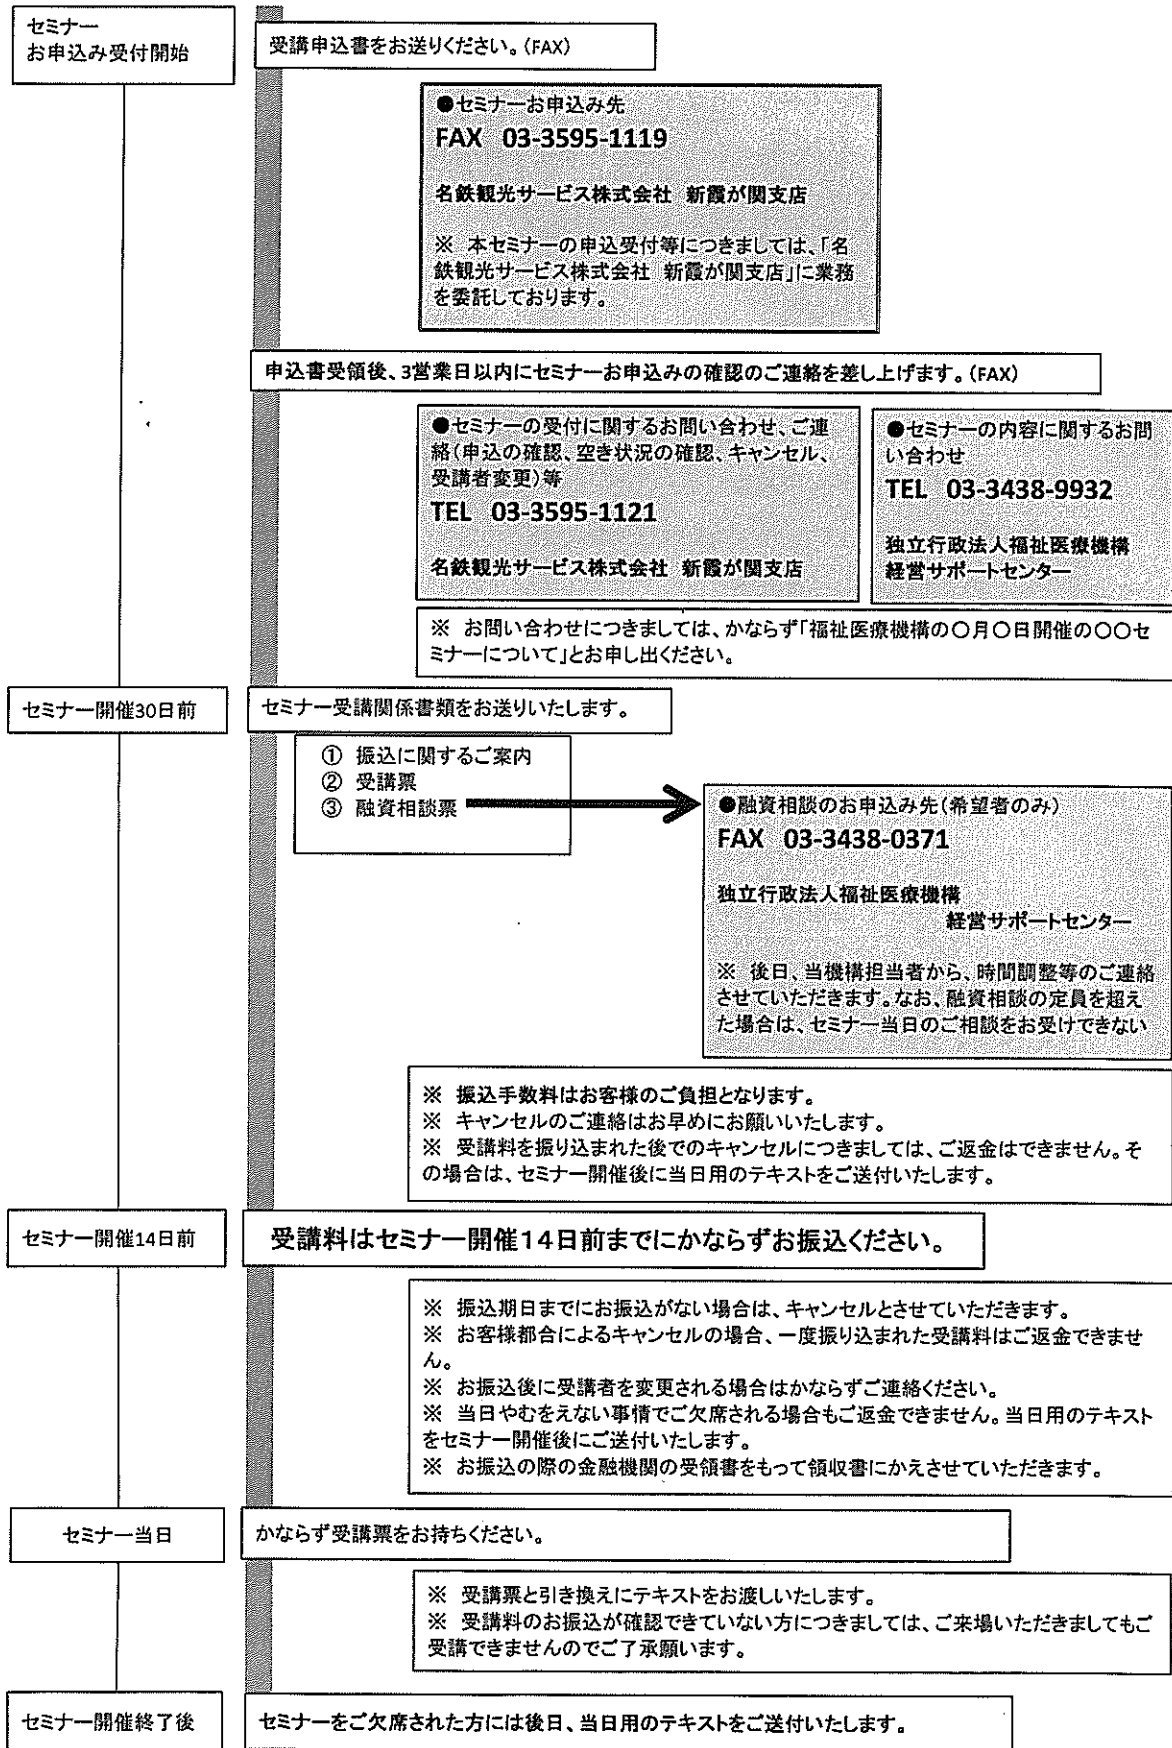 セミナー
お申込み受付開始
受講申込書をお送りください。(FAX)
●セミナーお申込み先
FAX 03-3595-1119
名鉄観光サービス株式会社 新霞が関支店
※ 本セミナーの申込受付等につきましては、「名
鉄観光サービス株式会社 新霞が関支店」に業務
を委託しております。
申込書受領後、3営業日以内にセミナーお申込みの確認のご連絡を差し上げます。(FAX)
●セミナーの受付に関するお問い合わせ、ご連
絡(申込の確認、空き状況の確認、キャンセル、
受講者変更)等
TEL 03-3595-1121
名鉄観光サービス株式会社 新霞が関支店
●セミナーの内容に関するお問
い合わせ
TEL 03-3438-9932
独立行政法人福祉医療機構
経営サポートセンター
※ お問い合わせにつきましては、かならず「福祉医療機構の〇月〇日開催の〇〇セ
ミナーについて」とお申し出ください。
セミナー開催30日前
セミナー受講関係書類をお送りいたします。
① 振込に関するご案内
② 受講票
③ 融資相談票
●融資相談のお申込み先(希望者のみ)
FAX 03-3438-0371
独立行政法人福祉医療機構
経営サポートセンター
※ 後日、当機構担当者から、時間調整等のご連絡
させていただきます。なお、融資相談の定員を超え
た場合は、セミナー当日のご相談をお受けできない
※ 振込手数料はお客様のご負担となります。
※ キャンセルのご連絡はお早めにお願いいたします。
※ 受講料を振り込まれた後でのキャンセルにつきましては、ご返金はできません。そ
の場合は、セミナー開催後に当日用のテキストをご送付いたします。
セミナー開催14日前
受講料はセミナー開催14日前までにかならずお振込ください。
※ 振込期日までにお振込がない場合は、キャンセルとさせていただきます。
※ お客様都合によるキャンセルの場合、一度振り込まれた受講料はご返金できませ
ん。
※ お振込後に受講者を変更される場合はかならずご連絡ください。
※ 当日やむをえない事情でご欠席される場合もご返金できません。当日用のテキスト
をセミナー開催後にご送付いたします。
※ お振込の際の金融機関の受領書をもって領収書にかえさせていただきます。
セミナー当日
かならず受講票をお持ちください。
※ 受講票と引き換えにテキストをお渡しいたします。
※ 受講料のお振込が確認できていない方につきましては、ご来場いただきましてもご
受講できませんのでご了承願います。
セミナー開催終了後
セミナーをご欠席された方には後日、当日用のテキストをご送付いたします。